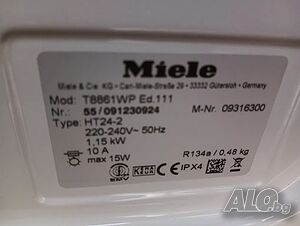 Miele
Miele & Cie. KG • Carl-Miele-Straße 29 • 33332 Gütersloh • Germany
Mod: T8861WP Ed.111
Nr.: 55/091230924 M-Nr. 09316300
Type: HT24-2
220-240V~ 50Hz
1,15 kW
10 A
max 15W
R134a / 0,48 kg
IPX4
ALO.bg